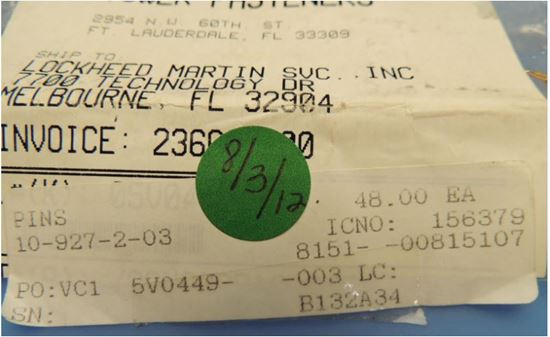 FASTENERS
2954 N.W. 60TH. ST.
FT. LAUDERDALE, FL 33309
SHIP TO
LOCKHEED MARTIN SVC., INC
7700 TECHNOLOGY DR
MELBOURNE, FL 32904
INVOICE:
8/3/12
48.00 EA
PINS
ICNO: 156379
10-927-2-03
8151- -00815107
PO:VC1 5V0449- -003 LC:
SN: B132A34